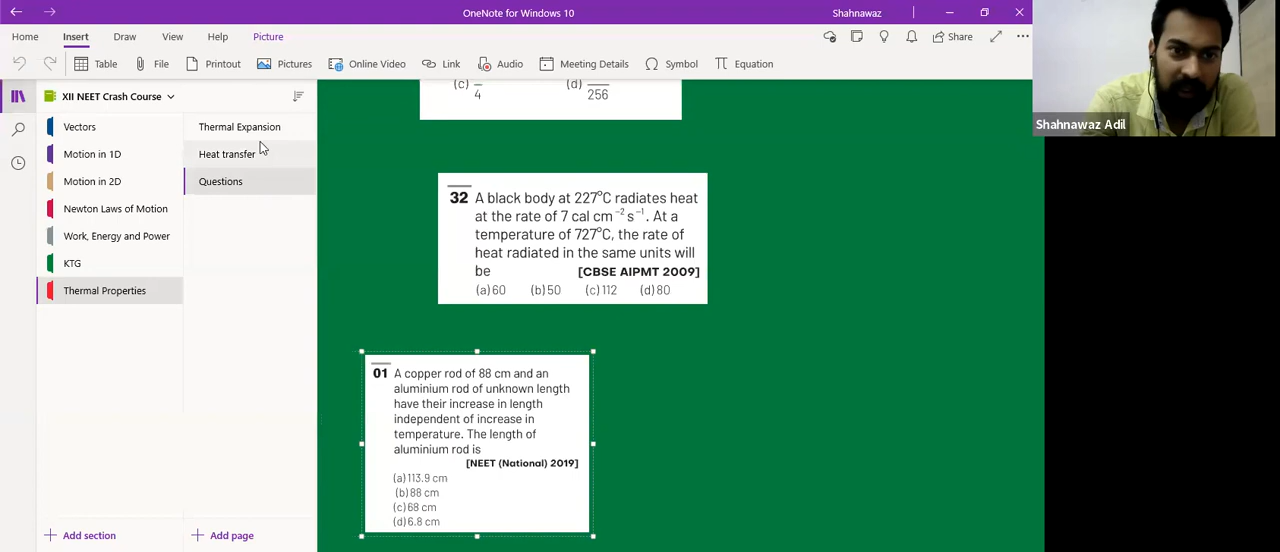 OneNote for Windows 10
Shahnawaz
Home Insert Draw View Help Picture
Share
Table File Printout Pictures Online Video Link Audio Meeting Details Symbol Equation
XII NEET Crash Course
Vectors
Motion in 1D
Motion in 2D
Newton Laws of Motion
Work, Energy and Power
KTG
Thermal Properties
Add section
Thermal Expansion
Heat transfer
Questions
Add page
(c) — 4 (d) — 256
32 A black body at 227°C radiates heat
at the rate of 7 cal cm⁻² s⁻¹. At a
temperature of 727°C, the rate of
heat radiated in the same units will
be [CBSE AIPMT 2009]
(a) 60 (b) 50 (c) 112 (d) 80
01 A copper rod of 88 cm and an
aluminium rod of unknown length
have their increase in length
independent of increase in
temperature. The length of
aluminium rod is
[NEET (National) 2019]
(a) 113.9 cm
(b) 88 cm
(c) 68 cm
(d) 6.8 cm
Shahnawaz Adil